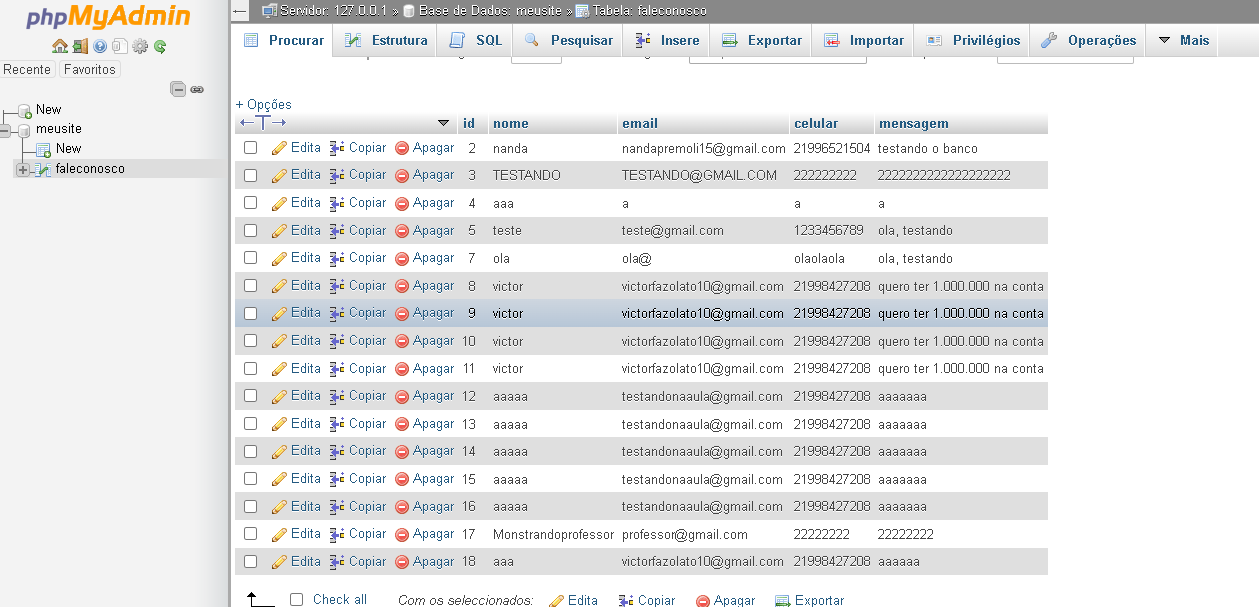 phpMyAdmin
Recente Favoritos
New
meusite
New
faleconosco
Servidor: 127.0.0.1 » Base de Dados: meusite » Tabela: faleconosco
Procurar Estrutura SQL Pesquisar Insere Exportar Importar Privilégios Operações Mais
+ Opções
id nome email celular mensagem
Edita Copiar Apagar 2 nanda nandapremoli15@gmail.com 21996521504 testando o banco
Edita Copiar Apagar 3 TESTANDO TESTANDO@GMAIL.COM 222222222 2222222222222222222
Edita Copiar Apagar 4 aaa a a a
Edita Copiar Apagar 5 teste teste@gmail.com 1233456789 ola, testando
Edita Copiar Apagar 7 ola ola@ olaolaola ola, testando
Edita Copiar Apagar 8 victor victorfazolato10@gmail.com 21998427208 quero ter 1.000.000 na conta
Edita Copiar Apagar 9 victor victorfazolato10@gmail.com 21998427208 quero ter 1.000.000 na conta
Edita Copiar Apagar 10 victor victorfazolato10@gmail.com 21998427208 quero ter 1.000.000 na conta
Edita Copiar Apagar 11 victor victorfazolato10@gmail.com 21998427208 quero ter 1.000.000 na conta
Edita Copiar Apagar 12 aaaaa testandonaaula@gmail.com 21998427208 aaaaaaa
Edita Copiar Apagar 13 aaaaa testandonaaula@gmail.com 21998427208 aaaaaaa
Edita Copiar Apagar 14 aaaaa testandonaaula@gmail.com 21998427208 aaaaaaa
Edita Copiar Apagar 15 aaaaa testandonaaula@gmail.com 21998427208 aaaaaaa
Edita Copiar Apagar 16 aaaaa testandonaaula@gmail.com 21998427208 aaaaaaa
Edita Copiar Apagar 17 Monstrandoprofessor professor@gmail.com 22222222 22222222
Edita Copiar Apagar 18 aaa victorfazolato10@gmail.com 21998427208 aaaaaa
Check all Com os seleccionados: Edita Copiar Apagar Exportar